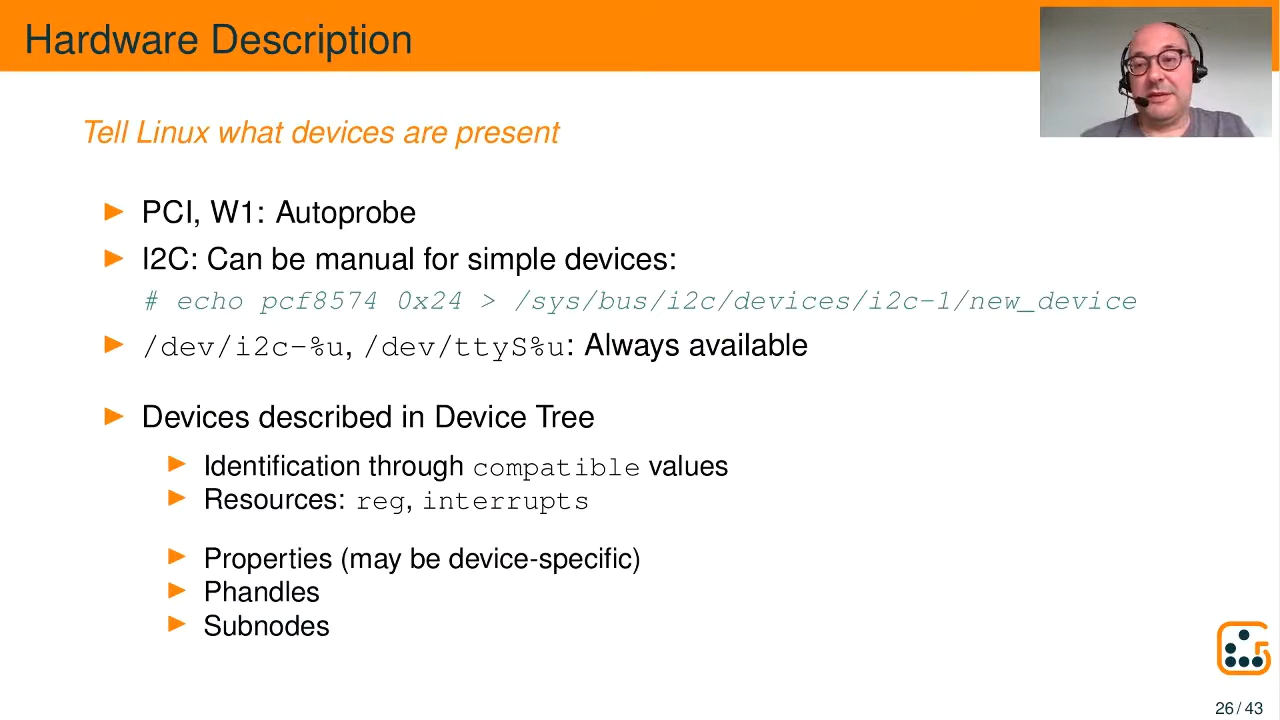 Hardware Description
Tell Linux what devices are present
PCI, W1: Autoprobe
I2C: Can be manual for simple devices:
# echo pcf8574 0x24 > /sys/bus/i2c/devices/i2c-1/new_device
/dev/i2c-%u, /dev/ttyS%u: Always available
Devices described in Device Tree
Identification through compatible values
Resources: reg, interrupts
Properties (may be device-specific)
Phandles
Subnodes
26 / 43